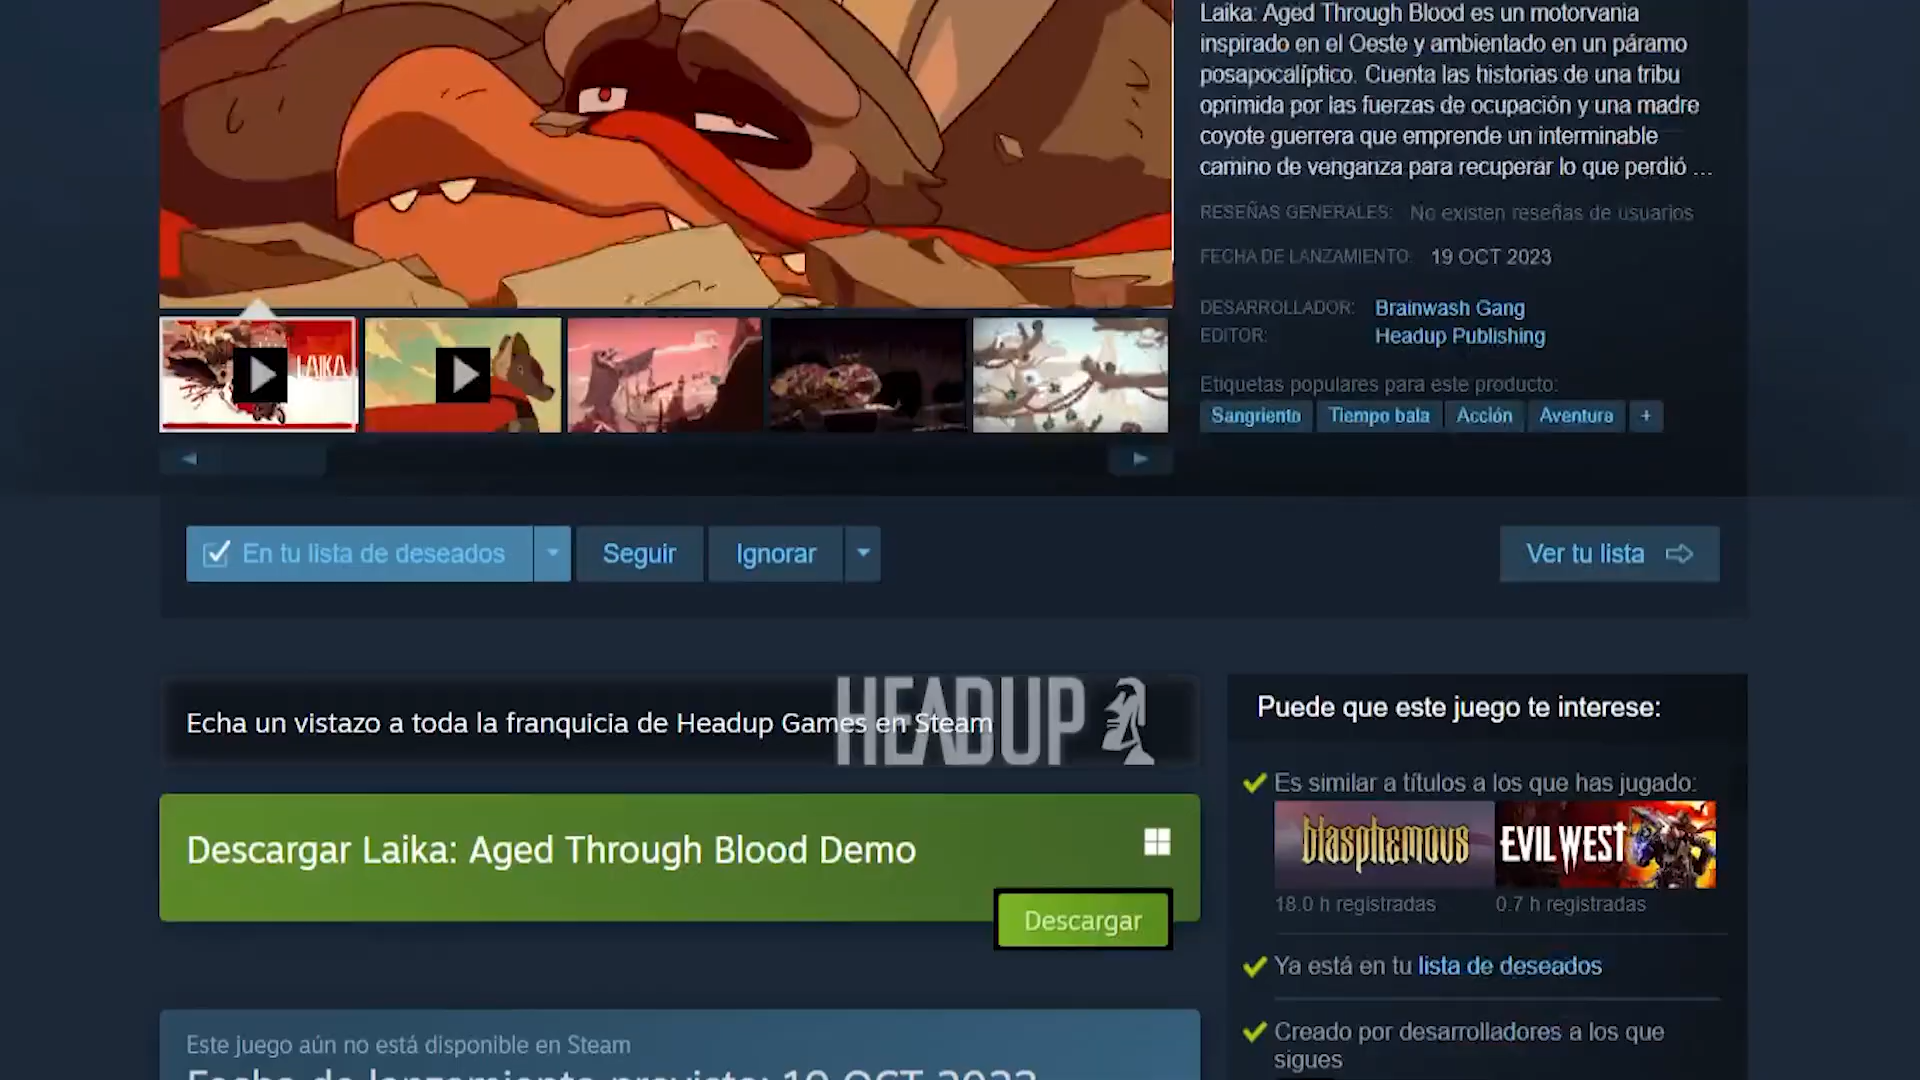 Laika: Aged Through Blood es un motorvania
inspirado en el Oeste y ambientado en un páramo
posapocalíptico. Cuenta las historias de una tribu
oprimida por las fuerzas de ocupación y una madre
coyote guerrera que emprende un interminable
camino de venganza para recuperar lo que perdió ...
RESEÑAS GENERALES: No existen reseñas de usuarios
FECHA DE LANZAMIENTO: 19 OCT 2023
DESARROLLADOR: Brainwash Gang
EDITOR: Headup Publishing
Etiquetas populares para este producto:
Sangriento Tiempo bala Acción Aventura +
LAIKA
En tu lista de deseados Seguir Ignorar Ver tu lista
Echa un vistazo a toda la franquicia de Headup Games en Steam
HEADUP
Descargar Laika: Aged Through Blood Demo
Descargar
Este juego aún no está disponible en Steam
Fecha de lanzamiento previsto: 19 OCT 2023
Puede que este juego te interese:
Es similar a títulos a los que has jugado:
blasphemous EVIL WEST
18.0 h registradas 0.7 h registradas
Ya está en tu lista de deseados
Creado por desarrolladores a los que
sigues